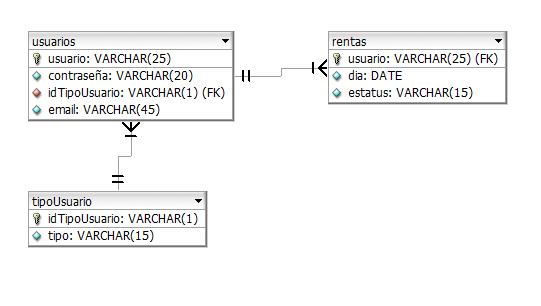 usuarios
usuario: VARCHAR(25)
contraseña: VARCHAR(20)
idTipoUsuario: VARCHAR(1) (FK)
email: VARCHAR(45)
rentas
usuario: VARCHAR(25) (FK)
dia: DATE
estatus: VARCHAR(15)
tipoUsuario
idTipoUsuario: VARCHAR(1)
tipo: VARCHAR(15)